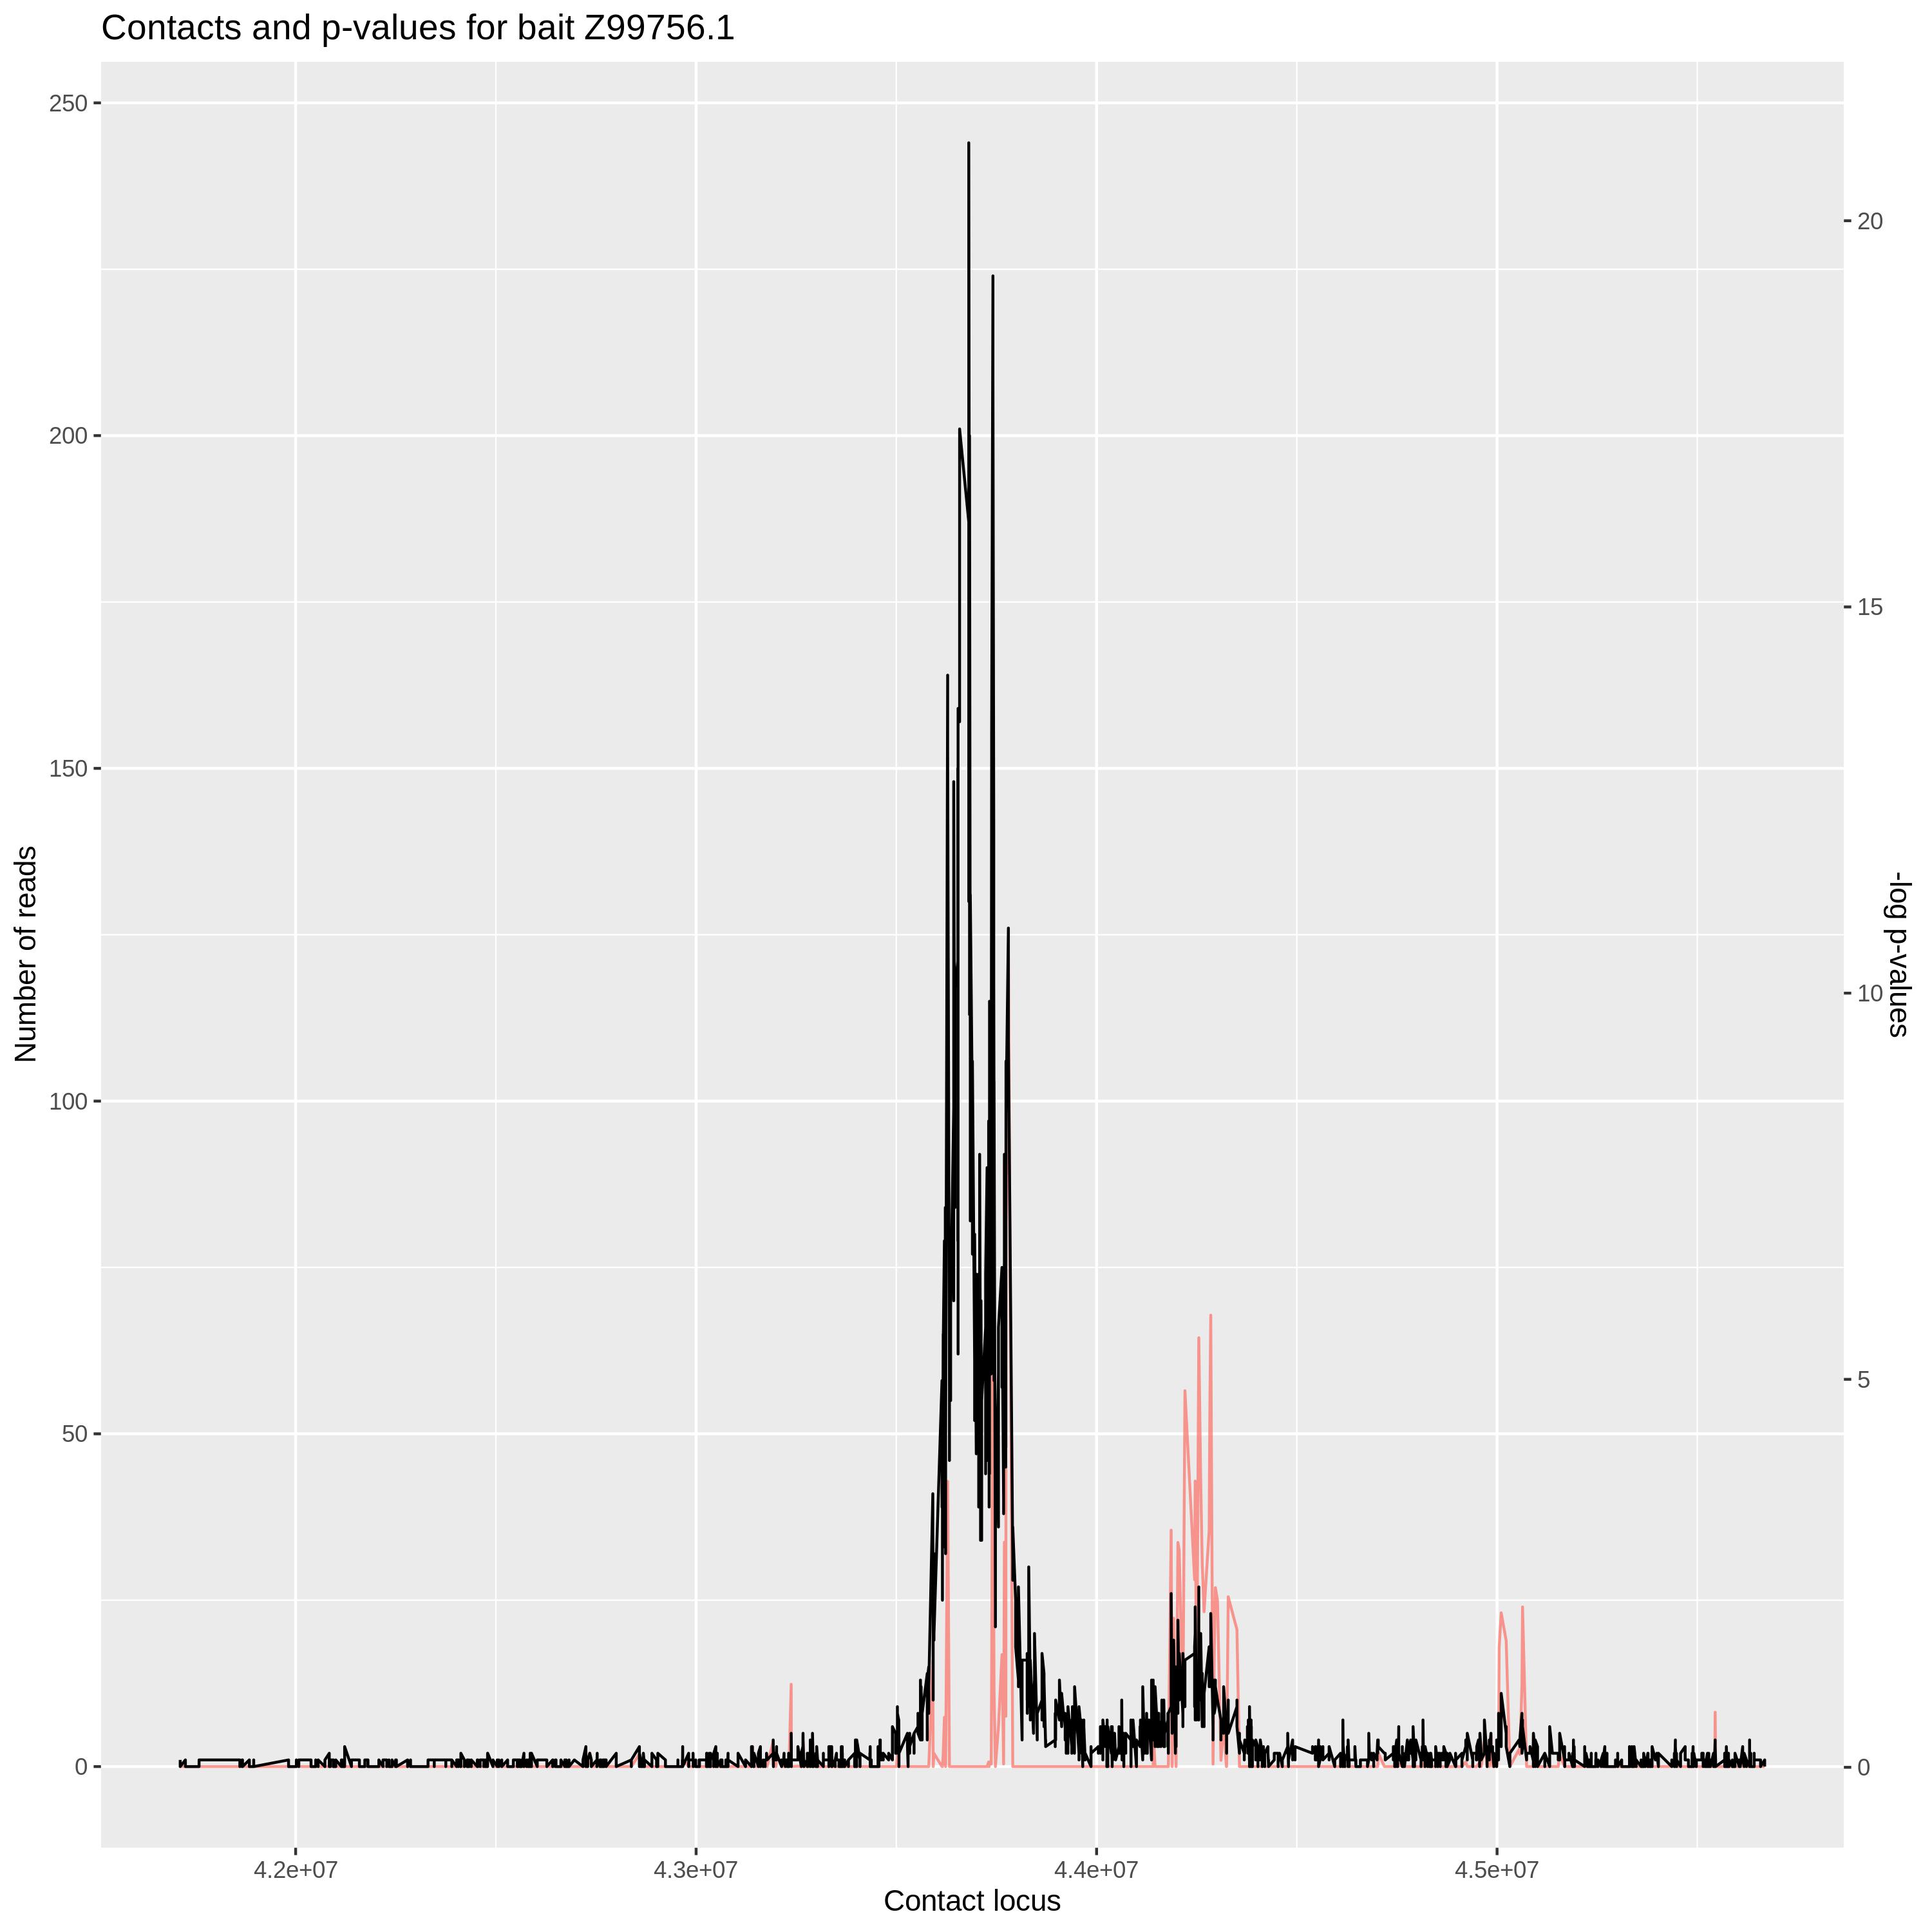 Contacts and p-values for bait Z99756.1
250
200
150
100
50
0
Number of reads
20
15
10
5
0
-log p-values
4.2e+07
4.3e+07
4.4e+07
4.5e+07
Contact locus